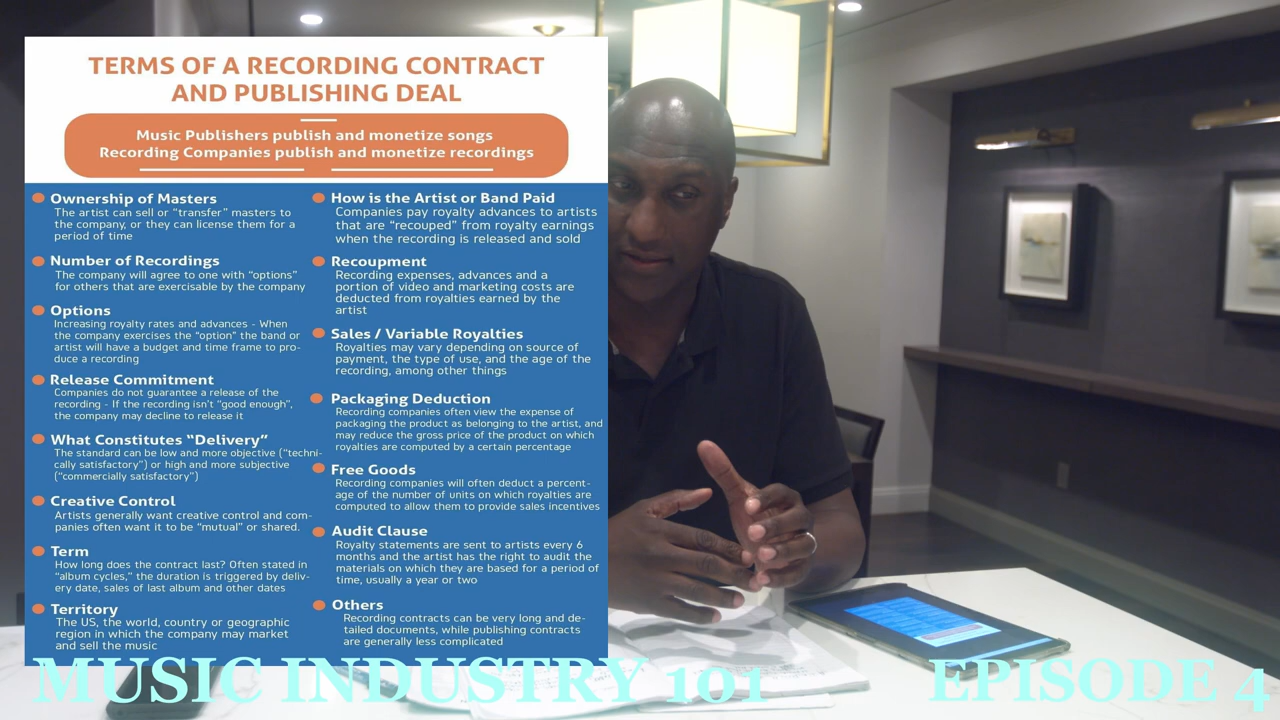 TERMS OF A RECORDING CONTRACT
AND PUBLISHING DEAL
Music Publishers publish and monetize songs
Recording Companies publish and monetize recordings
Ownership of Masters
The artist can sell or “transfer” masters to
the company, or they can license them for a
period of time
Number of Recordings
The company will agree to one with “options”
for others that are exercisable by the company
Options
Increasing royalty rates and advances - When
the company exercises the “option” the band or
artist will have a budget and time frame to pro-
duce a recording
Release Commitment
Companies do not guarantee a release of the
recording - If the recording isn’t “good enough”,
the company may decline to release it
What Constitutes “Delivery”
The standard can be low and more objective (“techni-
cally satisfactory”) or high and more subjective
(“commercially satisfactory”)
Creative Control
Artists generally want creative control and com-
panies often want it to be “mutual” or shared.
Term
How long does the contract last? Often stated in
“album cycles,” the duration is triggered by deliv-
ery date, sales of last album and other dates
Territory
The US, the world, country or geographic
region in which the company may market
and sell the music
How is the Artist or Band Paid
Companies pay royalty advances to artists
that are “recouped” from royalty earnings
when the recording is released and sold
Recoupment
Recording expenses, advances and a
portion of video and marketing costs are
deducted from royalties earned by the
artist
Sales / Variable Royalties
Royalties may vary depending on source of
payment, the type of use, and the age of the
recording, among other things
Packaging Deduction
Recording companies often view the expense of
packaging the product as belonging to the artist, and
may reduce the gross price of the product on which
royalties are computed by a certain percentage
Free Goods
Recording companies will often deduct a percent-
age of the number of units on which royalties are
computed to allow them to provide sales incentives
Audit Clause
Royalty statements are sent to artists every 6
months and the artist has the right to audit the
materials on which they are based for a period of
time, usually a year or two
Others
Recording contracts can be very long and de-
tailed documents, while publishing contracts
are generally less complicated
MUSIC INDUSTRY 101 EPISODE 4